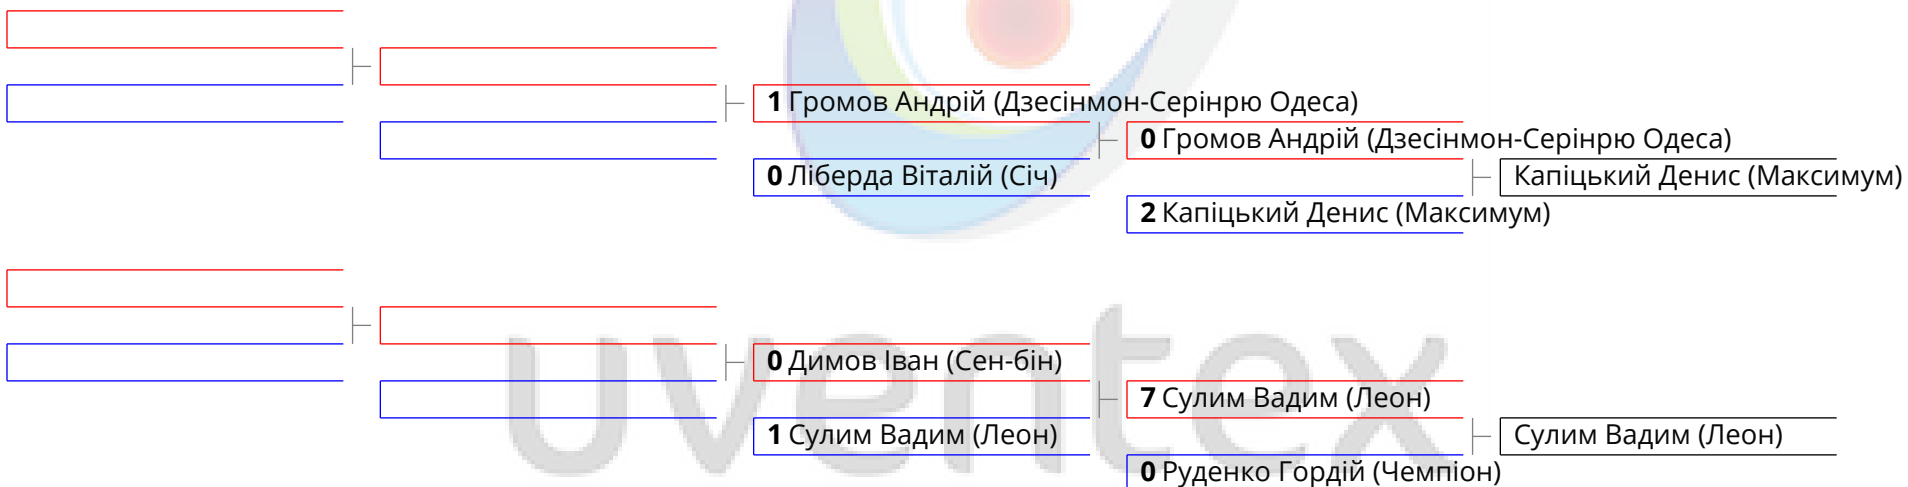 1 Громов Андрій (Дзесінмон-Серінрю Одеса)
0 Громов Андрій (Дзесінмон-Серінрю Одеса)
0 Ліберда Віталій (Січ)
Капіцький Денис (Максимум)
2 Капіцький Денис (Максимум)
uventex
0 Димов Іван (Сен-бін)
7 Сулим Вадим (Леон)
1 Сулим Вадим (Леон)
Сулим Вадим (Леон)
0 Руденко Гордій (Чемпіон)